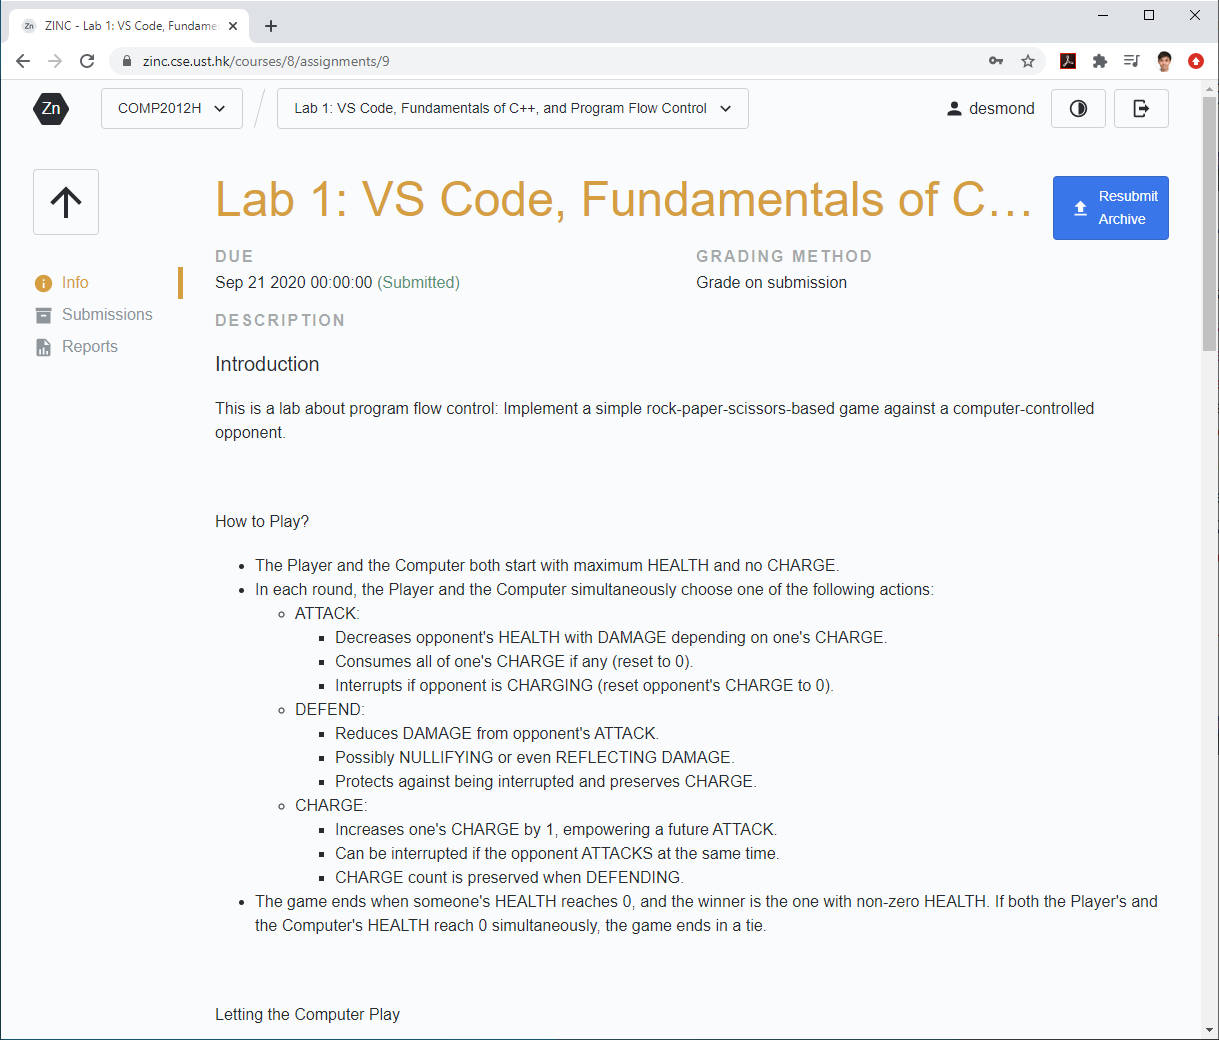 Zn ZINC - Lab 1: VS Code, Fundame
zinc.cse.ust.hk/courses/8/assignments/9
Zn COMP2012H Lab 1: VS Code, Fundamentals of C++, and Program Flow Control desmond
Lab 1: VS Code, Fundamentals of C…
Resubmit
Archive
Info
Submissions
Reports
DUE
Sep 21 2020 00:00:00 (Submitted)
GRADING METHOD
Grade on submission
DESCRIPTION
Introduction
This is a lab about program flow control: Implement a simple rock-paper-scissors-based game against a computer-controlled
opponent.
How to Play?
• The Player and the Computer both start with maximum HEALTH and no CHARGE.
• In each round, the Player and the Computer simultaneously choose one of the following actions:
◦ ATTACK:
▪ Decreases opponent's HEALTH with DAMAGE depending on one's CHARGE.
▪ Consumes all of one's CHARGE if any (reset to 0).
▪ Interrupts if opponent is CHARGING (reset opponent's CHARGE to 0).
◦ DEFEND:
▪ Reduces DAMAGE from opponent's ATTACK.
▪ Possibly NULLIFYING or even REFLECTING DAMAGE.
▪ Protects against being interrupted and preserves CHARGE.
◦ CHARGE:
▪ Increases one's CHARGE by 1, empowering a future ATTACK.
▪ Can be interrupted if the opponent ATTACKS at the same time.
▪ CHARGE count is preserved when DEFENDING.
• The game ends when someone's HEALTH reaches 0, and the winner is the one with non-zero HEALTH. If both the Player's and
the Computer's HEALTH reach 0 simultaneously, the game ends in a tie.
Letting the Computer Play